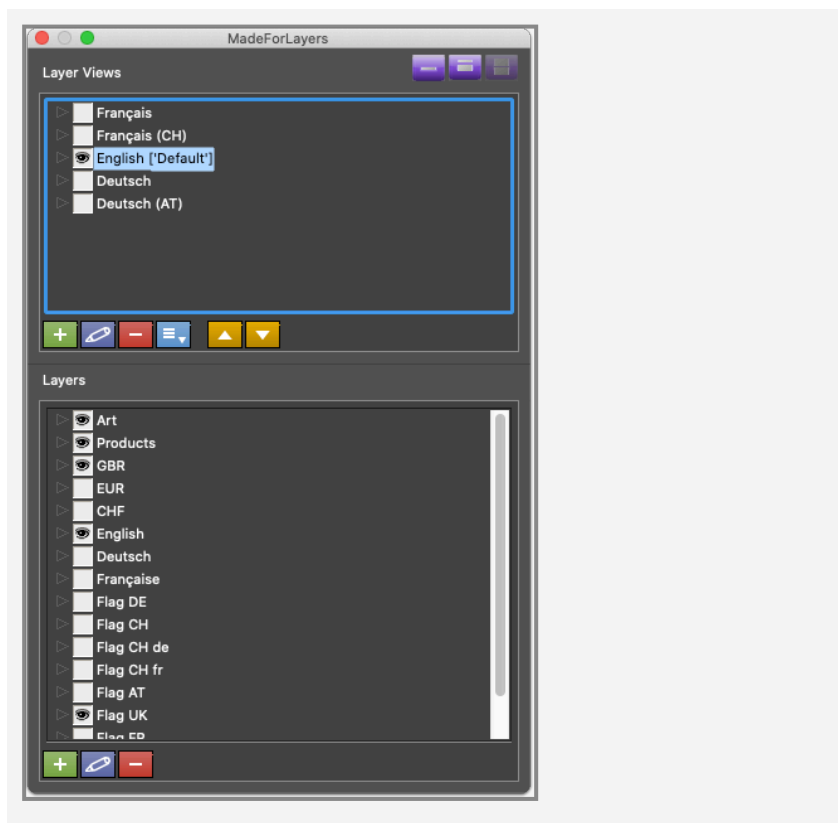 MadeForLayers
Layer Views
Français
Français (CH)
English ['Default']
Deutsch
Deutsch (AT)
Layers
Art
Products
GBR
EUR
CHF
English
Deutsch
Française
Flag DE
Flag CH
Flag CH de
Flag CH fr
Flag AT
Flag UK
Flag